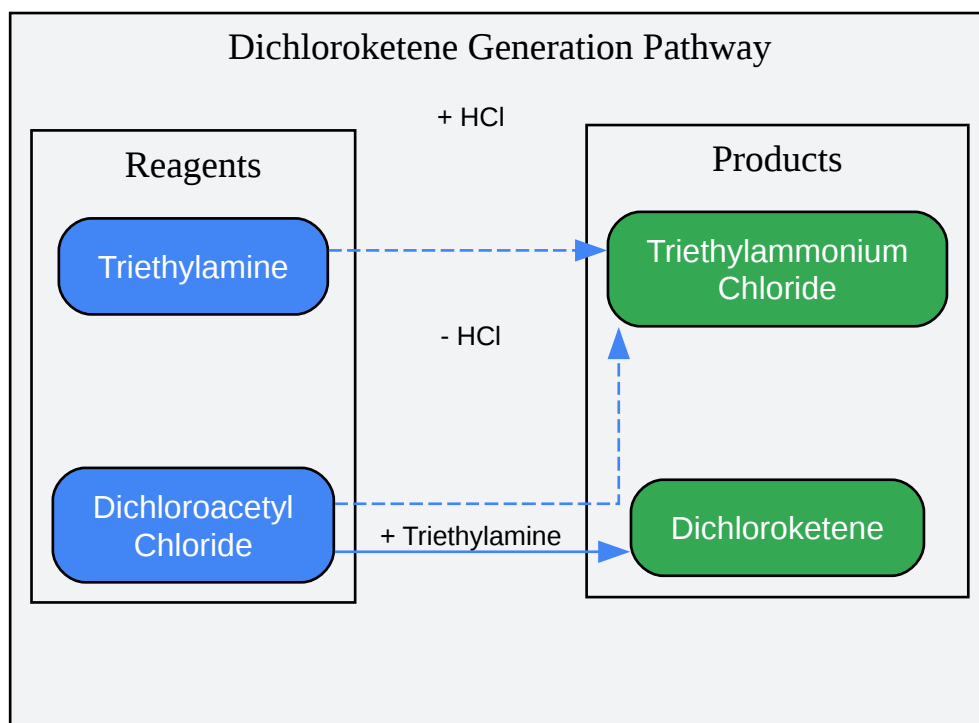 Dichloroketene Generation Pathway
+ HCl
Reagents
Products
Triethylamine
Triethylammonium
Chloride
- HCl
Dichloroacetyl
Chloride
+ Triethylamine
Dichloroketene